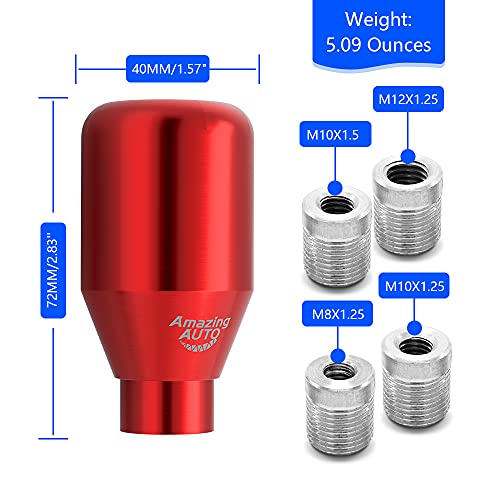 Weight:
5.09 Ounces
40MM/1.57"
72MM/2.83"
Amazing
AUTO
M10X1.5
M12X1.25
M8X1.25
M10X1.25